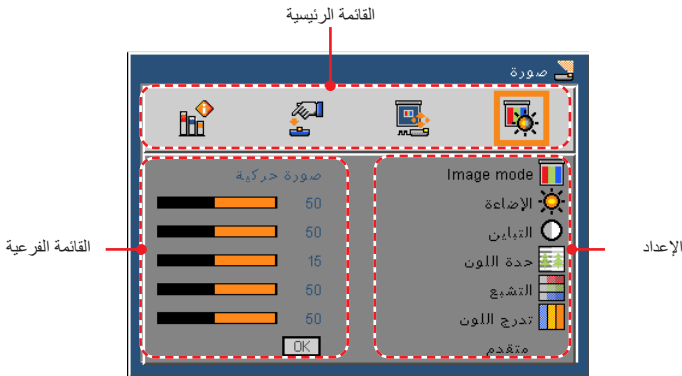 القائمة الرئيسية
صورة
Image mode صورة حركية
الإضاءة 50
التباين 50
حدة اللون 15
التشبع 50
تدرج اللون 50
متقدم OK
الإعداد
القائمة الفرعية